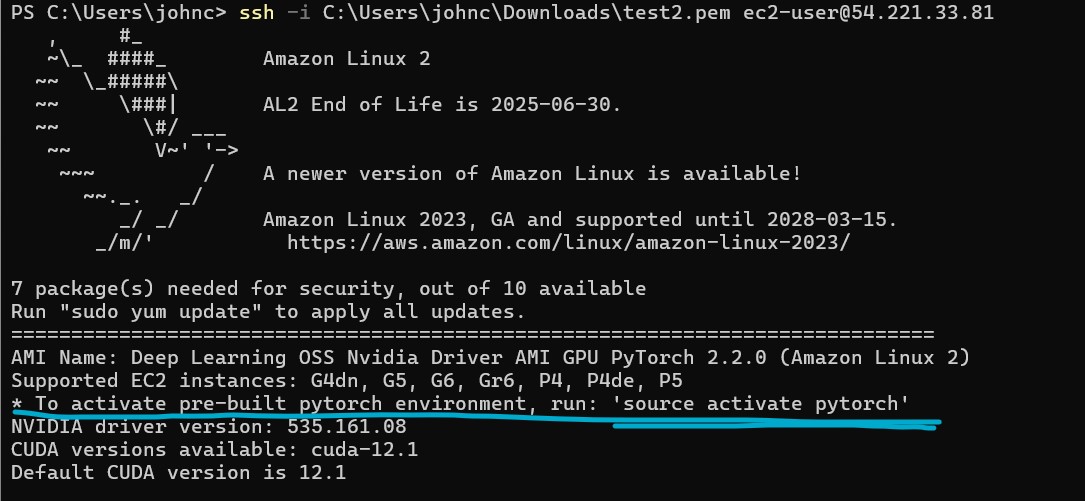 PS C:\Users\johnc> ssh -i C:\Users\johnc\Downloads\test2.pem ec2-user@54.221.33.81
   ,     #_
   ~\_  ####_        Amazon Linux 2
  ~~  \_#####\
  ~~     \###|       AL2 End of Life is 2025-06-30.
  ~~       \#/ ___
   ~~       V~' '->
    ~~~         /    A newer version of Amazon Linux is available!
      ~~._.   _/
         _/ _/       Amazon Linux 2023, GA and supported until 2028-03-15.
       _/m/'           https://aws.amazon.com/linux/amazon-linux-2023/
7 package(s) needed for security, out of 10 available
Run "sudo yum update" to apply all updates.
=============================================================================
AMI Name: Deep Learning OSS Nvidia Driver AMI GPU PyTorch 2.2.0 (Amazon Linux 2)
Supported EC2 instances: G4dn, G5, G6, Gr6, P4, P4de, P5
* To activate pre-built pytorch environment, run: 'source activate pytorch'
NVIDIA driver version: 535.161.08
CUDA versions available: cuda-12.1
Default CUDA version is 12.1